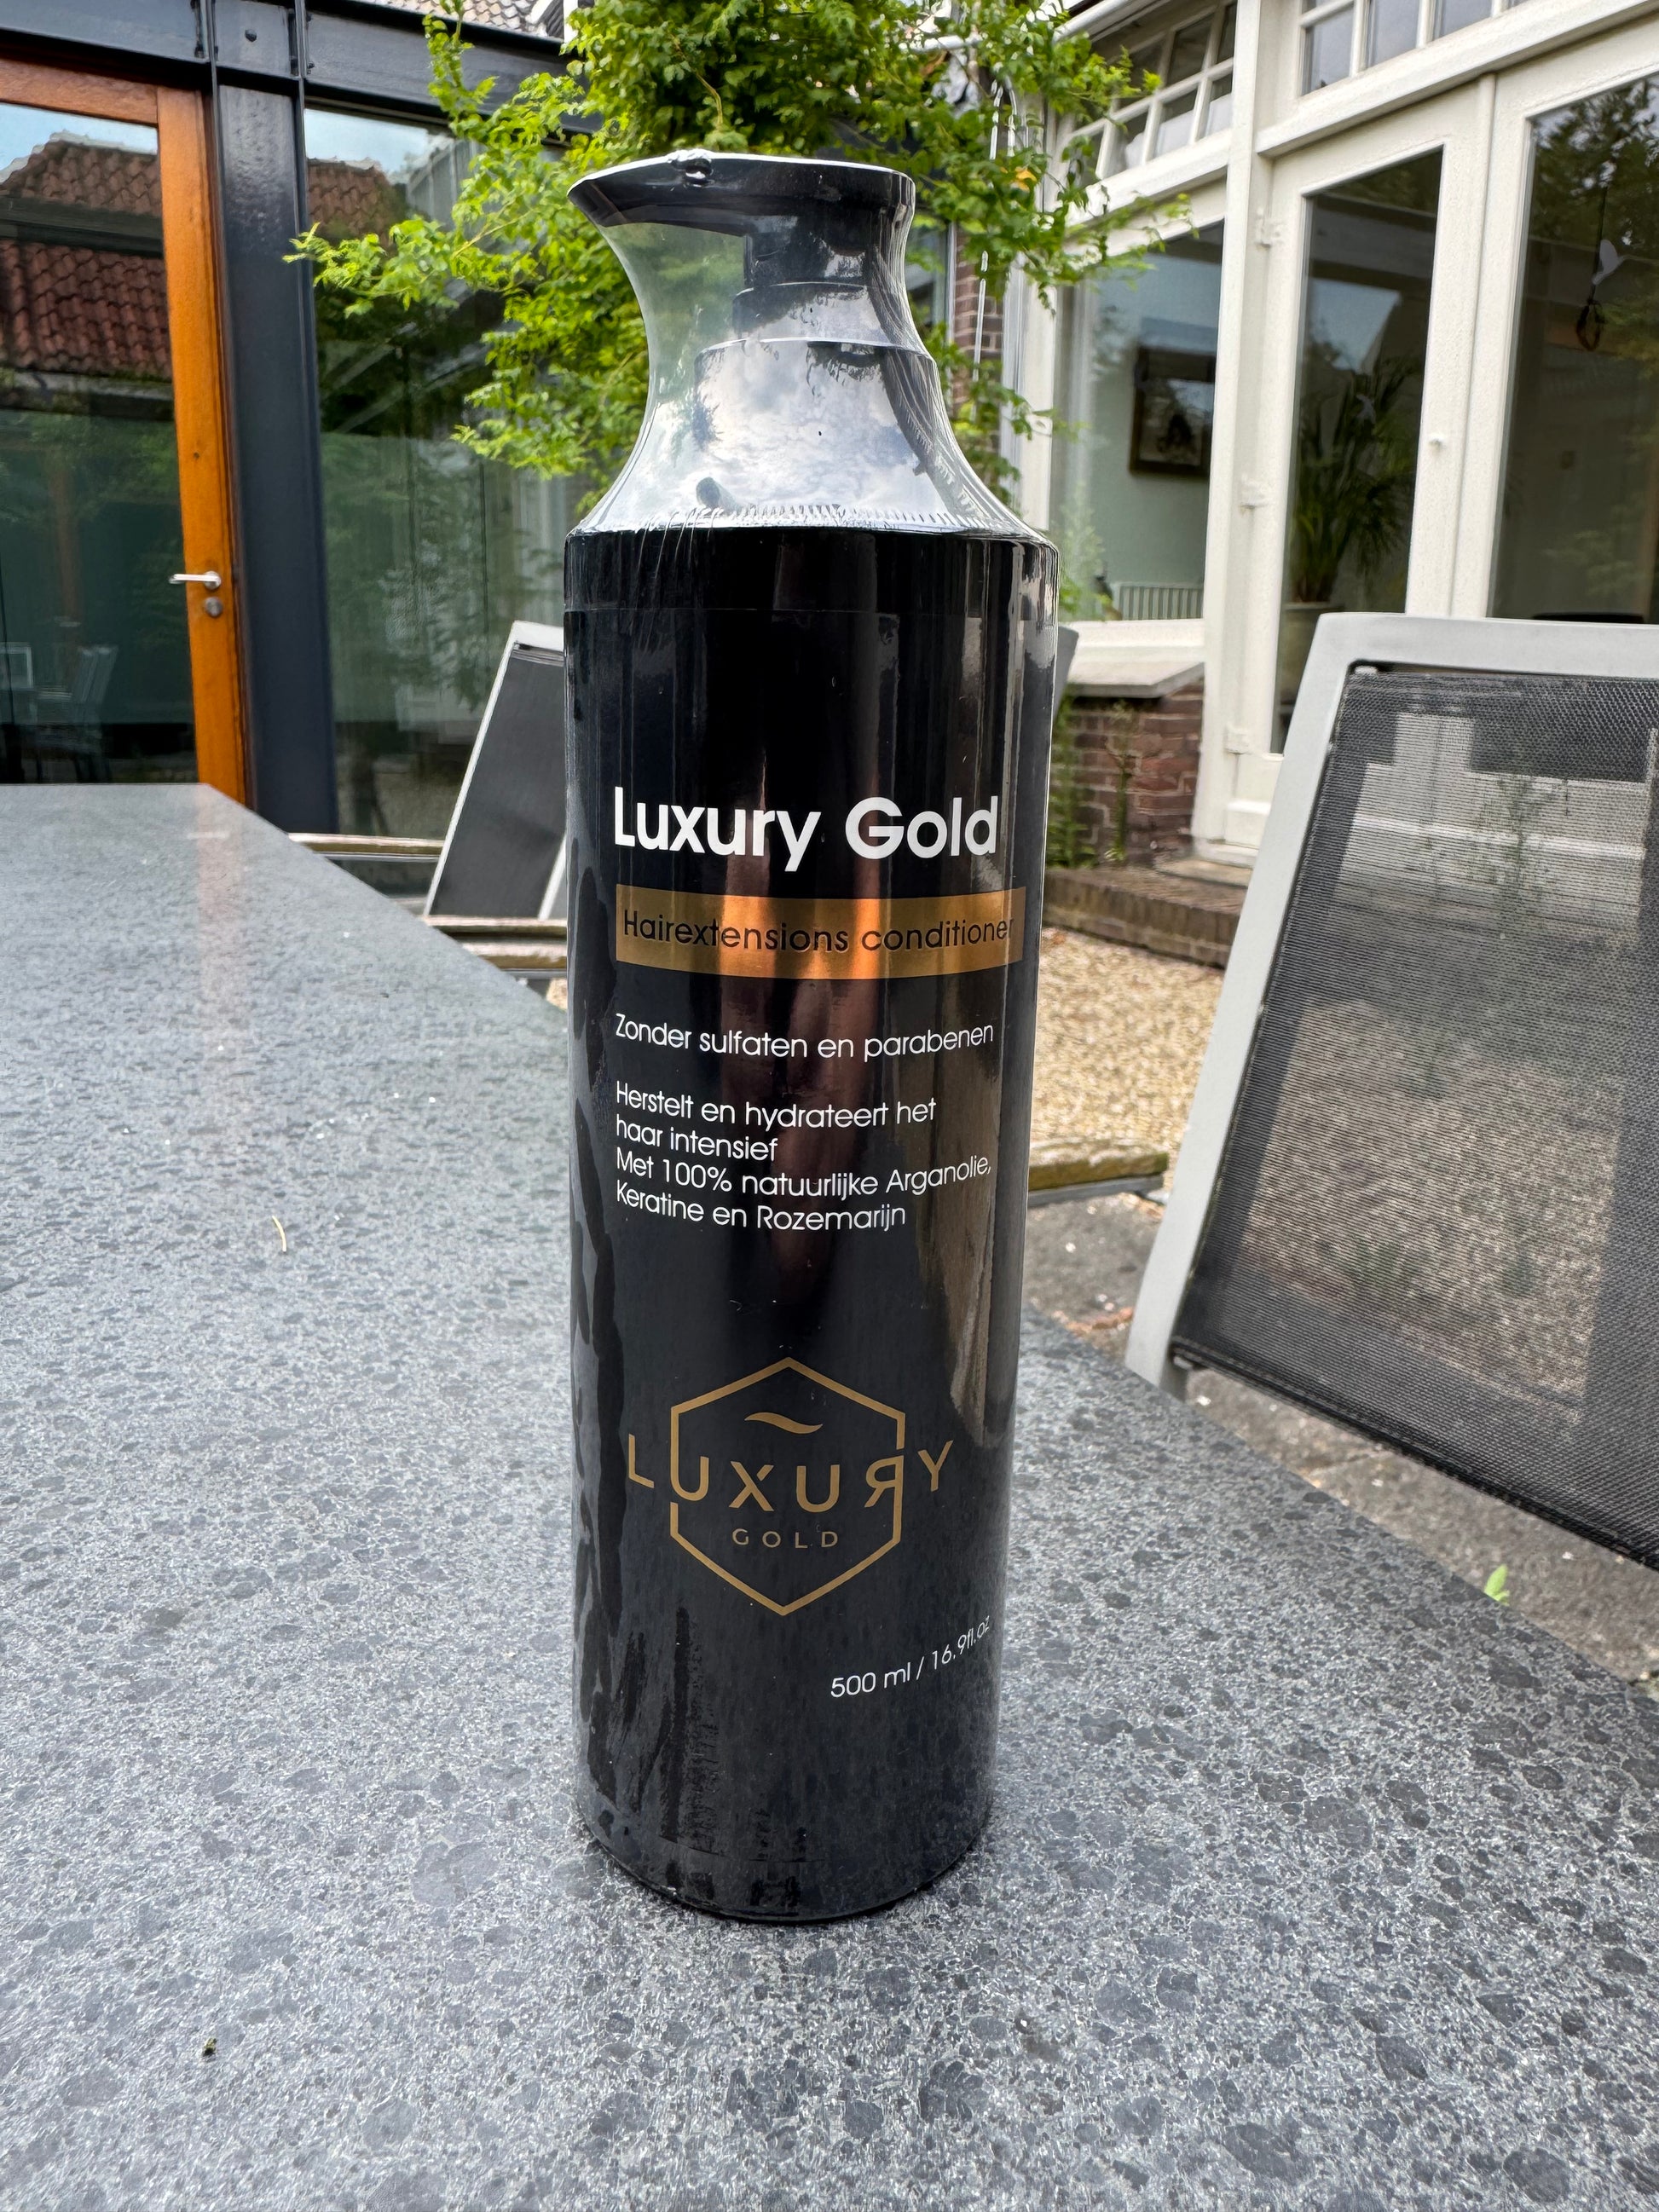 Luxury Gold
Hairextensions conditioner
Zonder sulfaten en parabenen
Herstelt en hydrateert het
haar intensief
Met 100% natuurlijke Arganolie,
Keratine en Rozemarijn
LUXURY
GOLD
500 ml / 16.9fl.oz